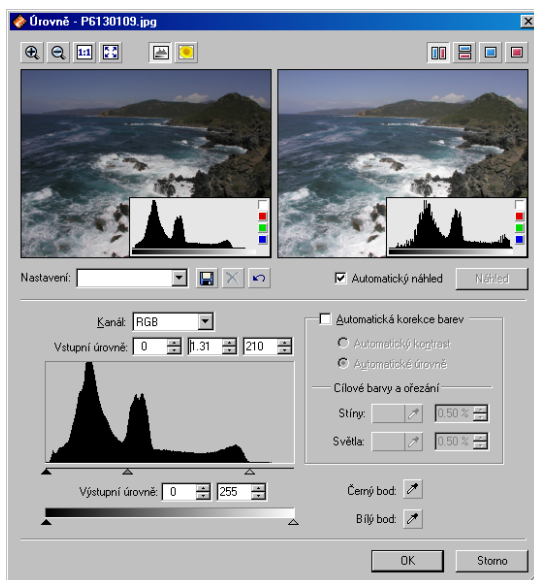 Úrovně - P6130109.jpg
1:1
Nastavení:
Automatický náhled
Náhled
Kanál: RGB
Automatická korekce barev
Vstupní úrovně: 0 1.31 210
Automatický kontrast
Automatické úrovně
Cílové barvy a ořezání
Stíny: 0.50 %
Světla: 0.50 %
Výstupní úrovně: 0 255
Černý bod:
Bílý bod:
OK
Storno